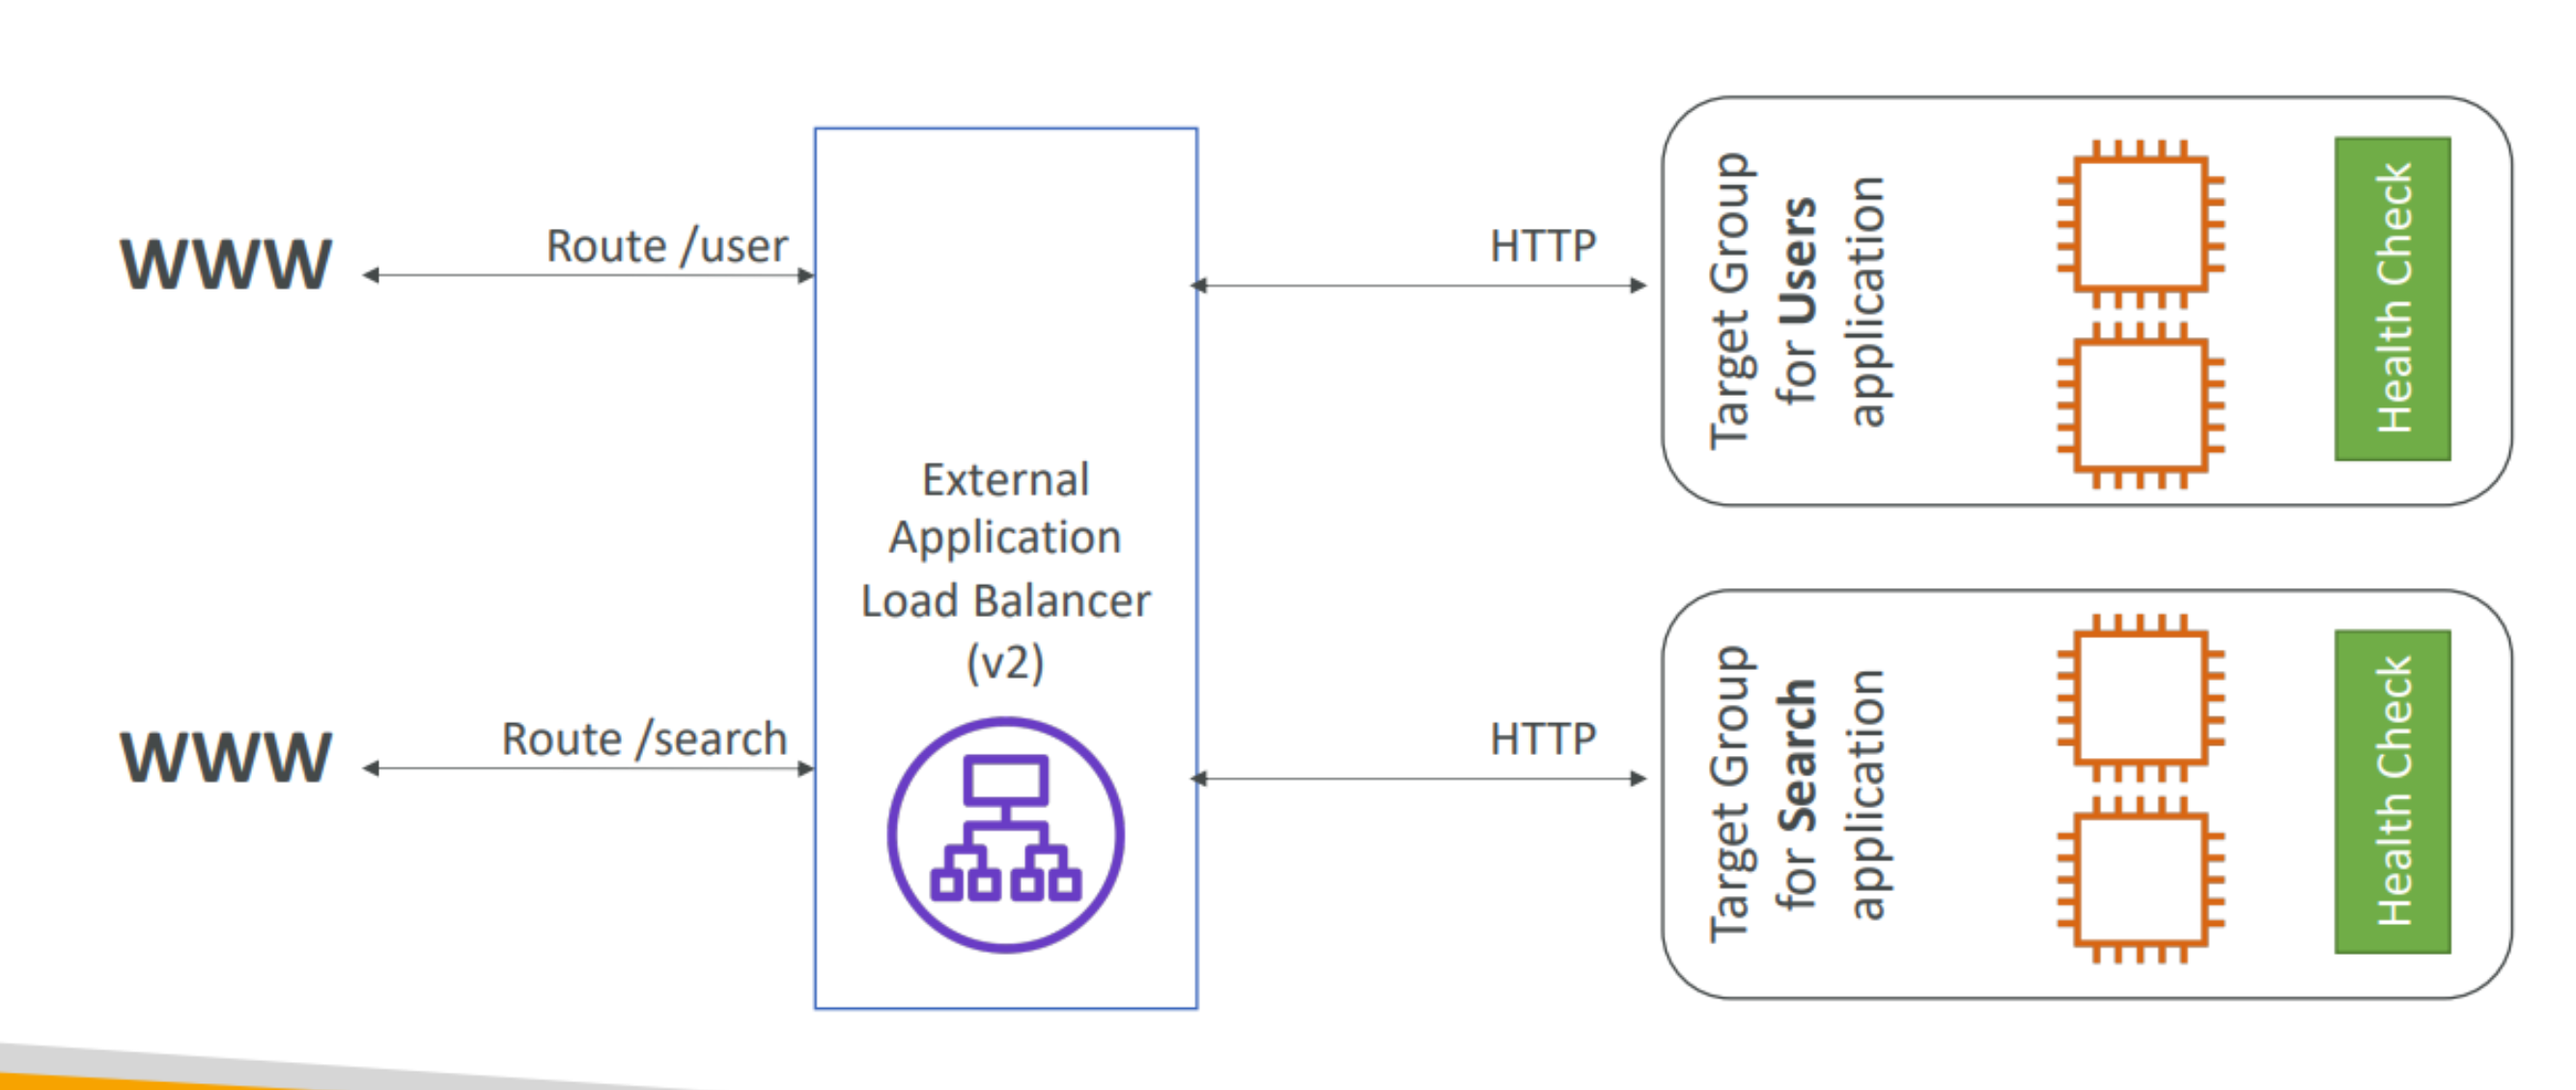 WWW
Route /user
HTTP
Target Group
for Users
application
Health Check
External
Application
Load Balancer
(v2)
WWW
Route /search
HTTP
Target Group
for Search
application
Health Check